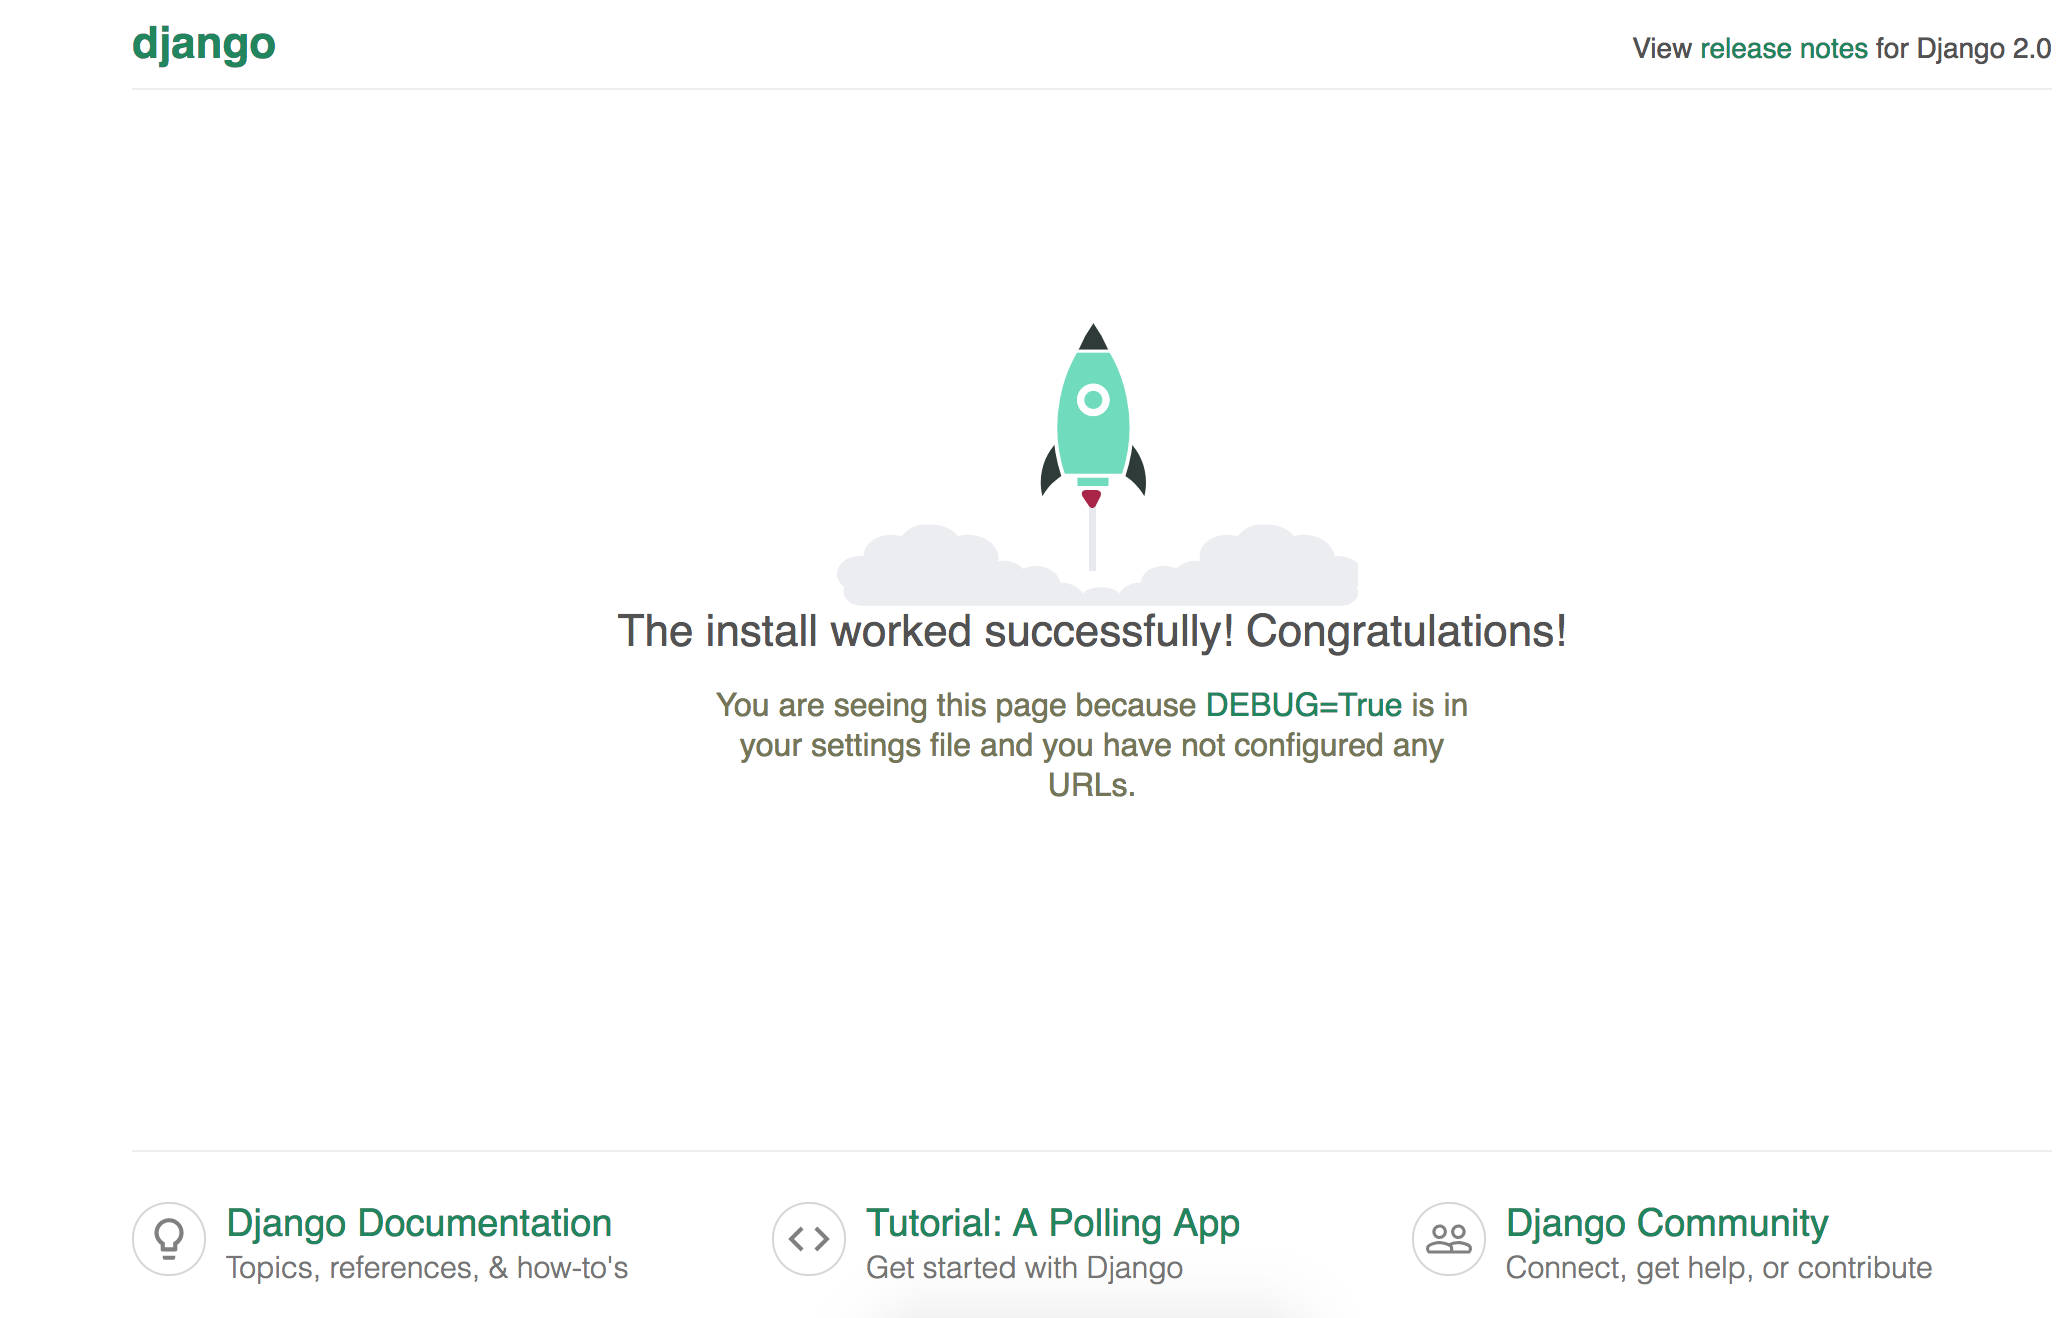 django
View release notes for Django 2.0
The install worked successfully! Congratulations!
You are seeing this page because DEBUG=True is in
your settings file and you have not configured any
URLs.
Django Documentation
Topics, references, & how-to's
Tutorial: A Polling App
Get started with Django
Django Community
Connect, get help, or contribute